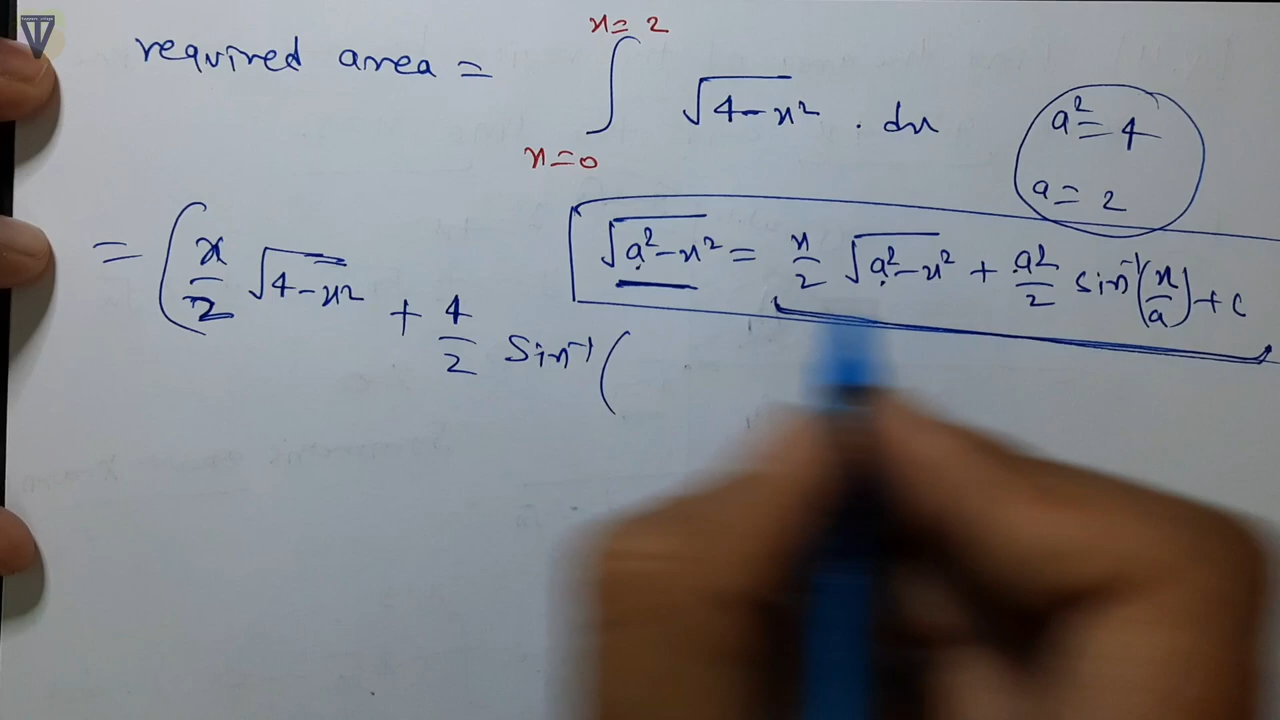 x = 2
required area = ∫ √4-x² . dx
x=0
a² = 4
a = 2
√a²-x² = x/2 √a²-x² + a²/2 sin⁻¹(x/a) + c
= (x/2 √4-x² + 4/2 Sin⁻¹(